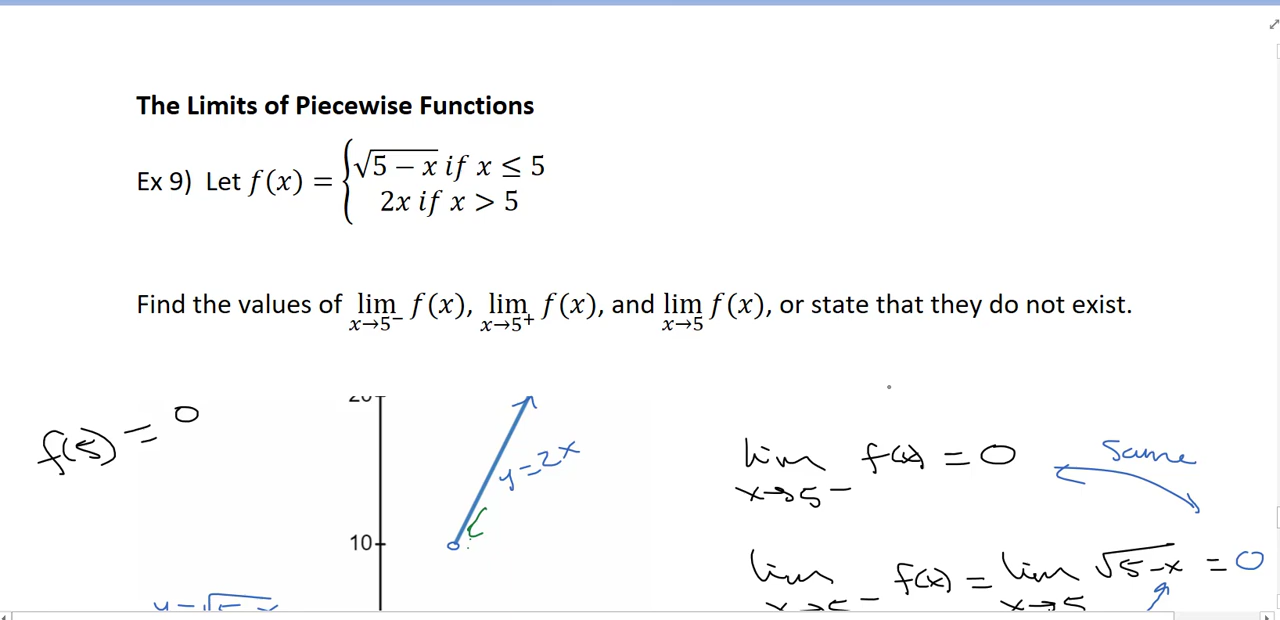 The Limits of Piecewise Functions
Ex 9) Let f(x) = {√5 − x if x ≤ 5
2x if x > 5
Find the values of lim x→5⁻ f(x), lim x→5⁺ f(x), and lim x→5 f(x), or state that they do not exist.
f(5) = 0
20
y=2x
10
lim x→5⁻ f(x) = 0
Same
lim x→5⁻ f(x) = lim x→5 √5-x = 0
y=√5-x